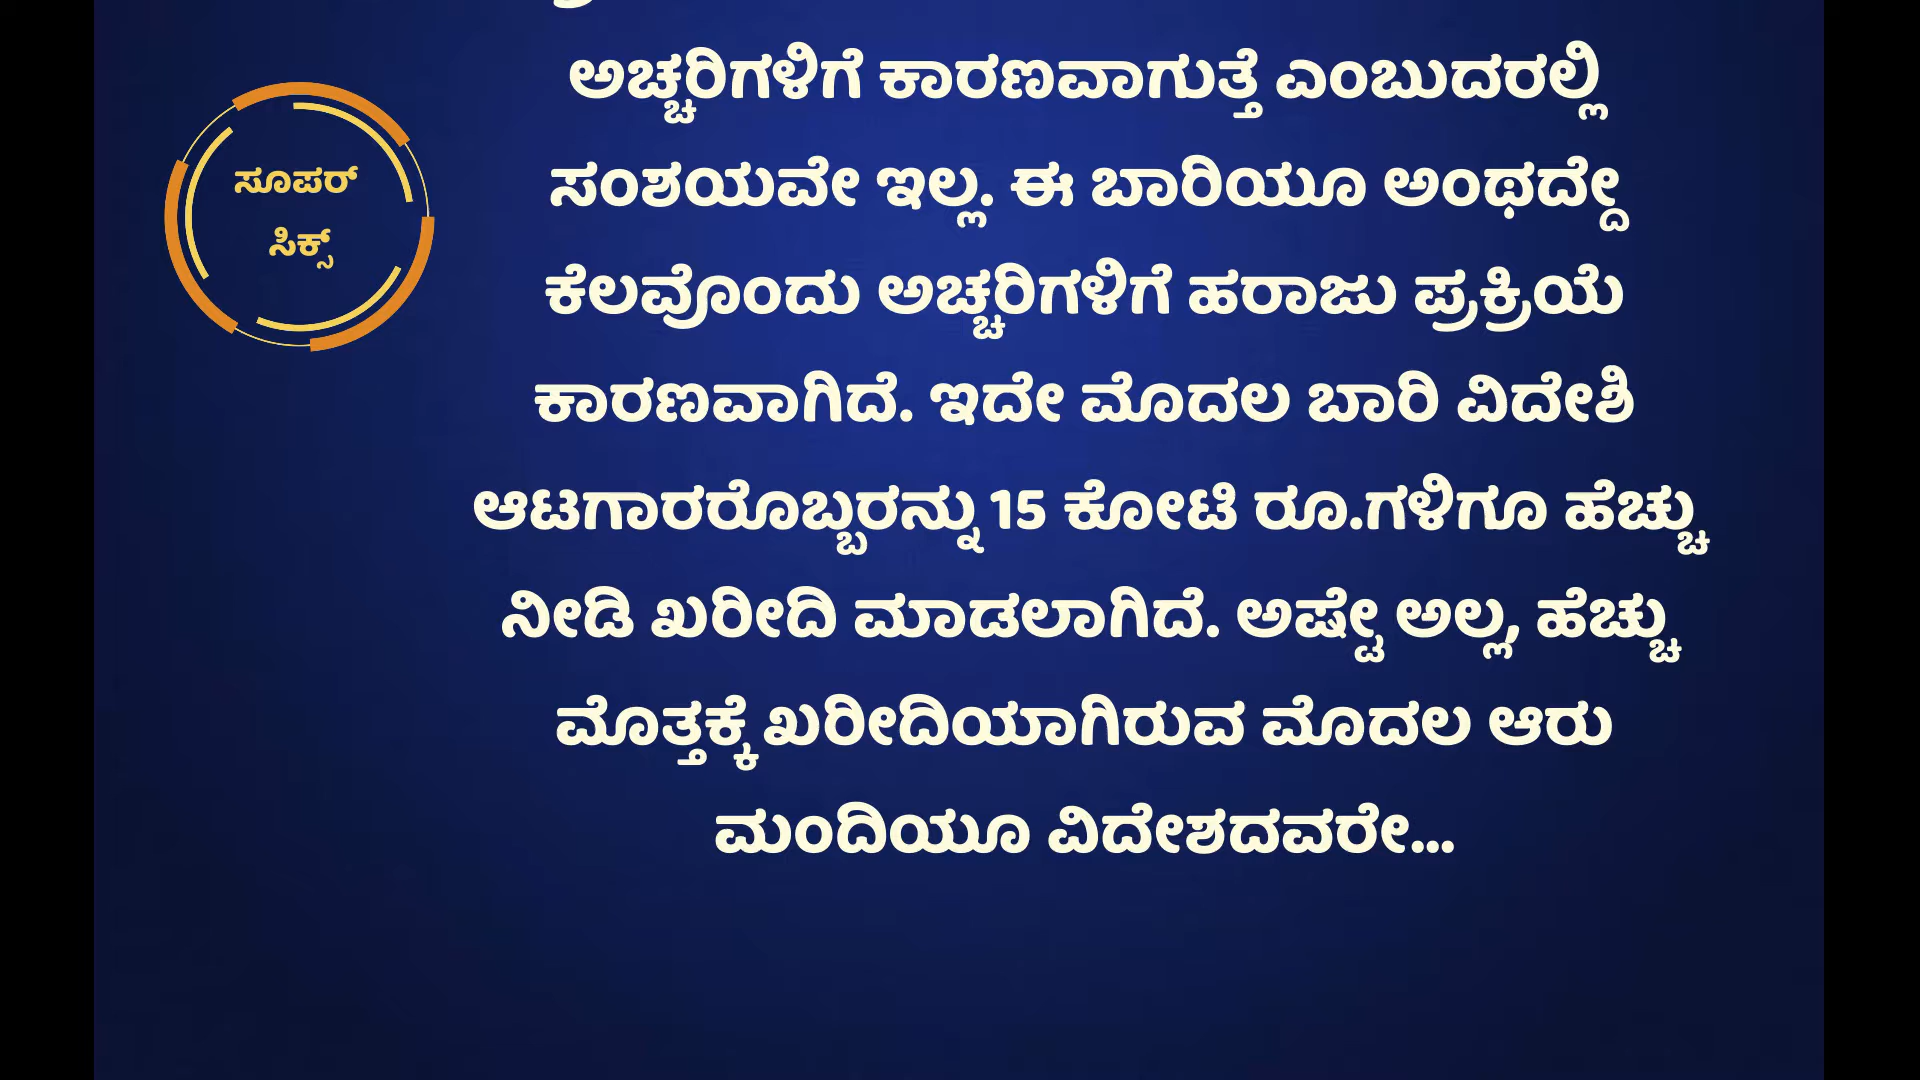 ಸೂಪರ್
ಸಿಕ್ಸ್
ಅಚ್ಚರಿಗಳಿಗೆ ಕಾರಣವಾಗುತ್ತೆ ಎಂಬುದರಲ್ಲಿ
ಸಂಶಯವೇ ಇಲ್ಲ. ಈ ಬಾರಿಯೂ ಅಂಥದ್ದೇ
ಕೆಲವೊಂದು ಅಚ್ಚರಿಗಳಿಗೆ ಹರಾಜು ಪ್ರಕ್ರಿಯೆ
ಕಾರಣವಾಗಿದೆ. ಇದೇ ಮೊದಲ ಬಾರಿ ವಿದೇಶಿ
ಆಟಗಾರರೊಬ್ಬರನ್ನು 15 ಕೋಟಿ ರೂ.ಗಳಿಗೂ ಹೆಚ್ಚು
ನೀಡಿ ಖರೀದಿ ಮಾಡಲಾಗಿದೆ. ಅಷ್ಟೇ ಅಲ್ಲ, ಹೆಚ್ಚು
ಮೊತ್ತಕ್ಕೆ ಖರೀದಿಯಾಗಿರುವ ಮೊದಲ ಆರು
ಮಂದಿಯೂ ವಿದೇಶದವರೇ...